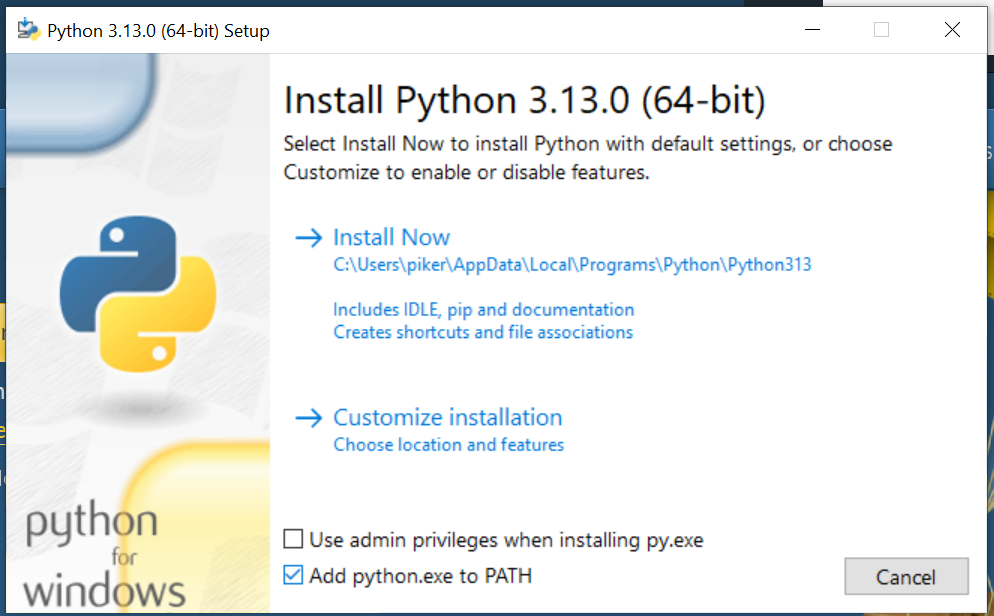 Python 3.13.0 (64-bit) Setup
Install Python 3.13.0 (64-bit)
Select Install Now to install Python with default settings, or choose
Customize to enable or disable features.
Install Now
C:\Users\piker\AppData\Local\Programs\Python\Python313
Includes IDLE, pip and documentation
Creates shortcuts and file associations
Customize installation
Choose location and features
Use admin privileges when installing py.exe
Add python.exe to PATH
Cancel
python
for
windows